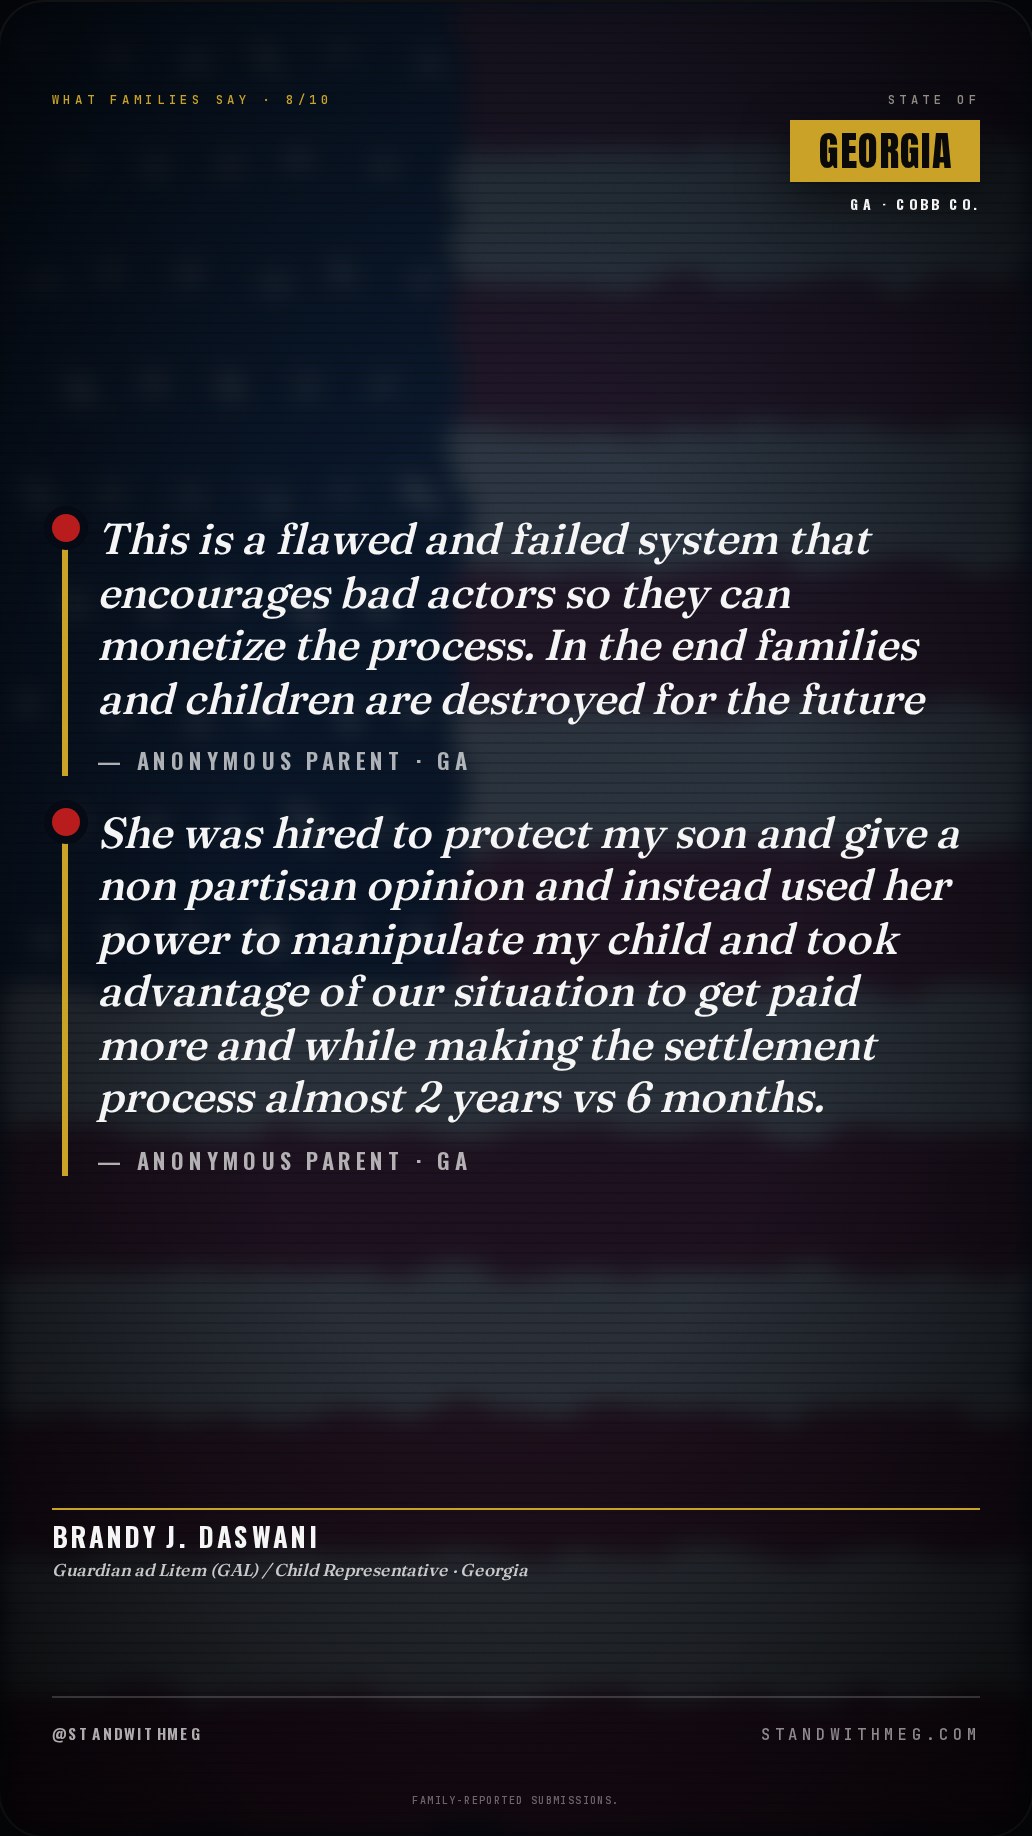 WHAT FAMILIES SAY · 8/10
STATE OF
GEORGIA
GA · COBB CO.
This is a flawed and failed system that
encourages bad actors so they can
monetize the process. In the end families
and children are destroyed for the future
— ANONYMOUS PARENT · GA
She was hired to protect my son and give a
non partisan opinion and instead used her
power to manipulate my child and took
advantage of our situation to get paid
more and while making the settlement
process almost 2 years vs 6 months.
— ANONYMOUS PARENT · GA
BRANDY J. DASWANI
Guardian ad Litem (GAL) / Child Representative · Georgia
@STANDWITHMEG
STANDWITHMEG.COM
FAMILY-REPORTED SUBMISSIONS.